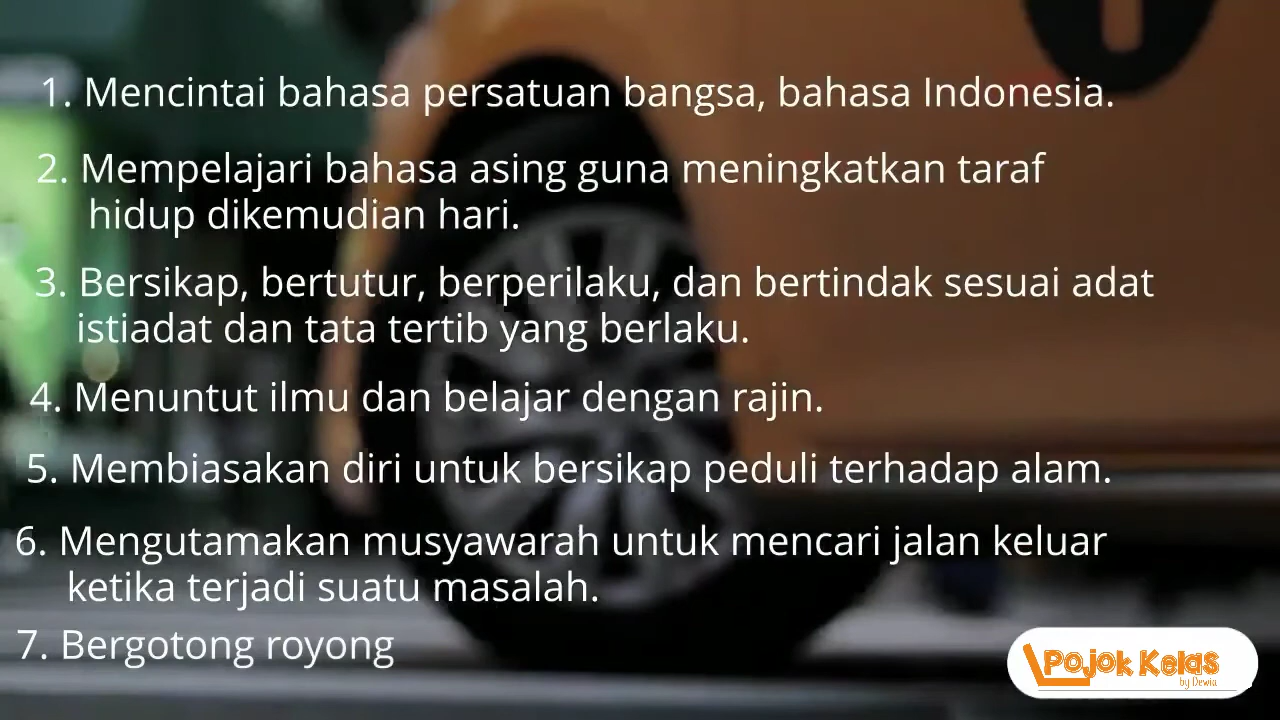 1. Mencintai bahasa persatuan bangsa, bahasa Indonesia.
2. Mempelajari bahasa asing guna meningkatkan taraf
hidup dikemudian hari.
3. Bersikap, bertutur, berperilaku, dan bertindak sesuai adat
istiadat dan tata tertib yang berlaku.
4. Menuntut ilmu dan belajar dengan rajin.
5. Membiasakan diri untuk bersikap peduli terhadap alam.
6. Mengutamakan musyawarah untuk mencari jalan keluar
ketika terjadi suatu masalah.
7. Bergotong royong
Pojok Kelas
by Dewia